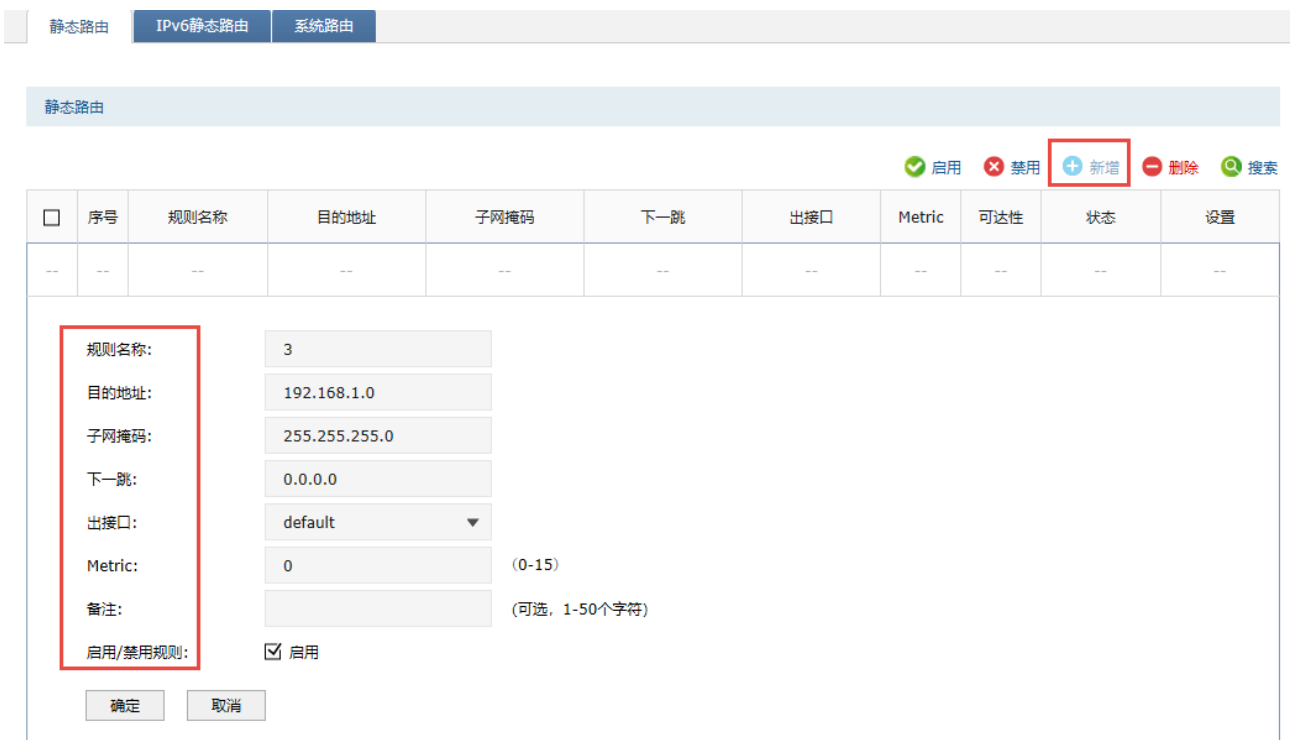 静态路由 IPv6静态路由 系统路由
静态路由
启用 禁用 新增 删除 搜索
序号 规则名称 目的地址 子网掩码 下一跳 出接口 Metric 可达性 状态 设置
-- -- -- -- -- -- -- -- -- -- --
规则名称: 3
目的地址: 192.168.1.0
子网掩码: 255.255.255.0
下一跳: 0.0.0.0
出接口: default
Metric: 0 (0-15)
备注: (可选, 1-50个字符)
启用/禁用规则: 启用
确定 取消